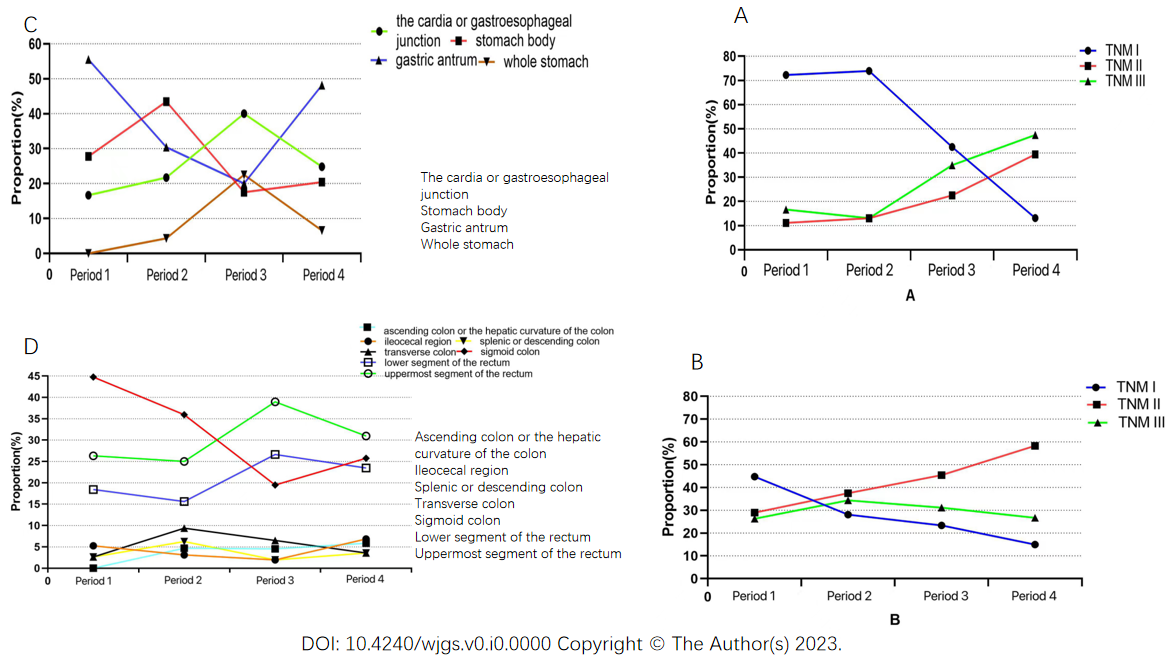 C
the cardia or gastroesophageal
junction
stomach body
gastric antrum
whole stomach
60
50
40
30
20
10
0
Proportion(%)
0
Period 1
Period 2
Period 3
Period 4
The cardia or gastroesophageal
junction
Stomach body
Gastric antrum
Whole stomach
A
TNM I
TNM II
TNM III
80
70
60
50
40
30
20
10
0
Proportion(%)
0
Period 1
Period 2
Period 3
Period 4
A
D
ascending colon or the hepatic curvature of the colon
ileocecal region
splenic or descending colon
transverse colon
sigmoid colon
lower segment of the rectum
uppermost segment of the rectum
45
40
35
30
25
20
15
10
5
0
Proportion(%)
0
Period 1
Period 2
Period 3
Period 4
Ascending colon or the hepatic
curvature of the colon
Ileocecal region
Splenic or descending colon
Transverse colon
Sigmoid colon
Lower segment of the rectum
Uppermost segment of the rectum
B
TNM I
TNM II
TNM III
80
70
60
50
40
30
20
10
0
Proportion(%)
0
Period 1
Period 2
Period 3
Period 4
B
DOI: 10.4240/wjgs.v0.i0.0000 Copyright © The Author(s) 2023.